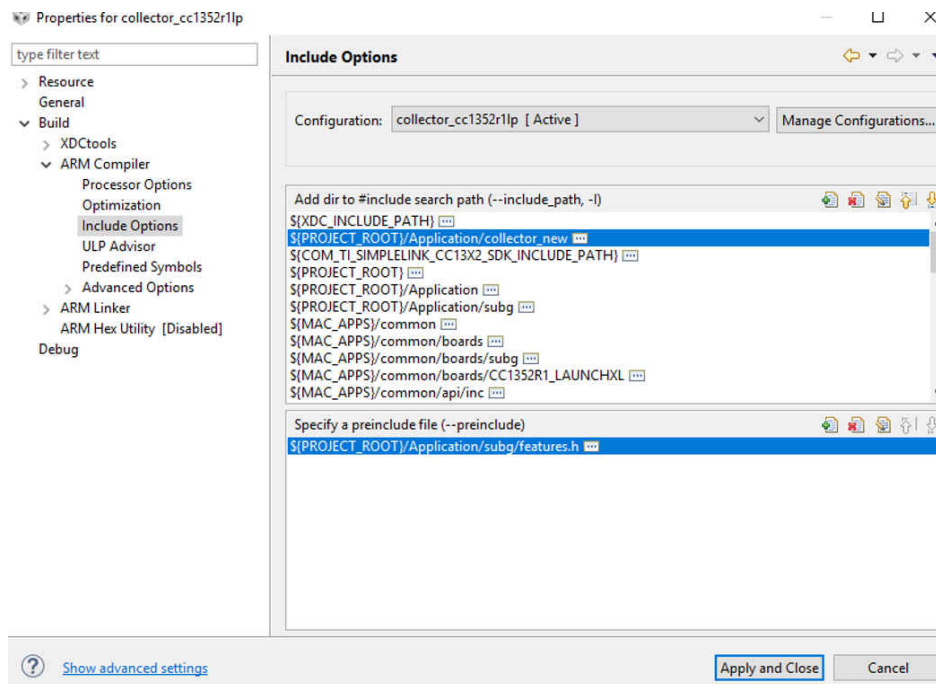 Properties for collector_cc1352r1lp
type filter text
Include Options
Resource
General
Build
XDCtools
ARM Compiler
Processor Options
Optimization
Include Options
ULP Advisor
Predefined Symbols
Advanced Options
ARM Linker
ARM Hex Utility [Disabled]
Debug
Configuration: collector_cc1352r1lp [ Active ] Manage Configurations...
Add dir to #include search path (--include_path, -I)
${XDC_INCLUDE_PATH}
${PROJECT_ROOT}/Application/collector_new
${COM_TI_SIMPLELINK_CC13X2_SDK_INCLUDE_PATH}
${PROJECT_ROOT}
${PROJECT_ROOT}/Application
${PROJECT_ROOT}/Application/subg
${MAC_APPS}/common
${MAC_APPS}/common/boards
${MAC_APPS}/common/boards/subg
${MAC_APPS}/common/boards/CC1352R1_LAUNCHXL
${MAC_APPS}/common/api/inc
Specify a preinclude file (--preinclude)
${PROJECT_ROOT}/Application/subg/features.h
Show advanced settings
Apply and Close Cancel